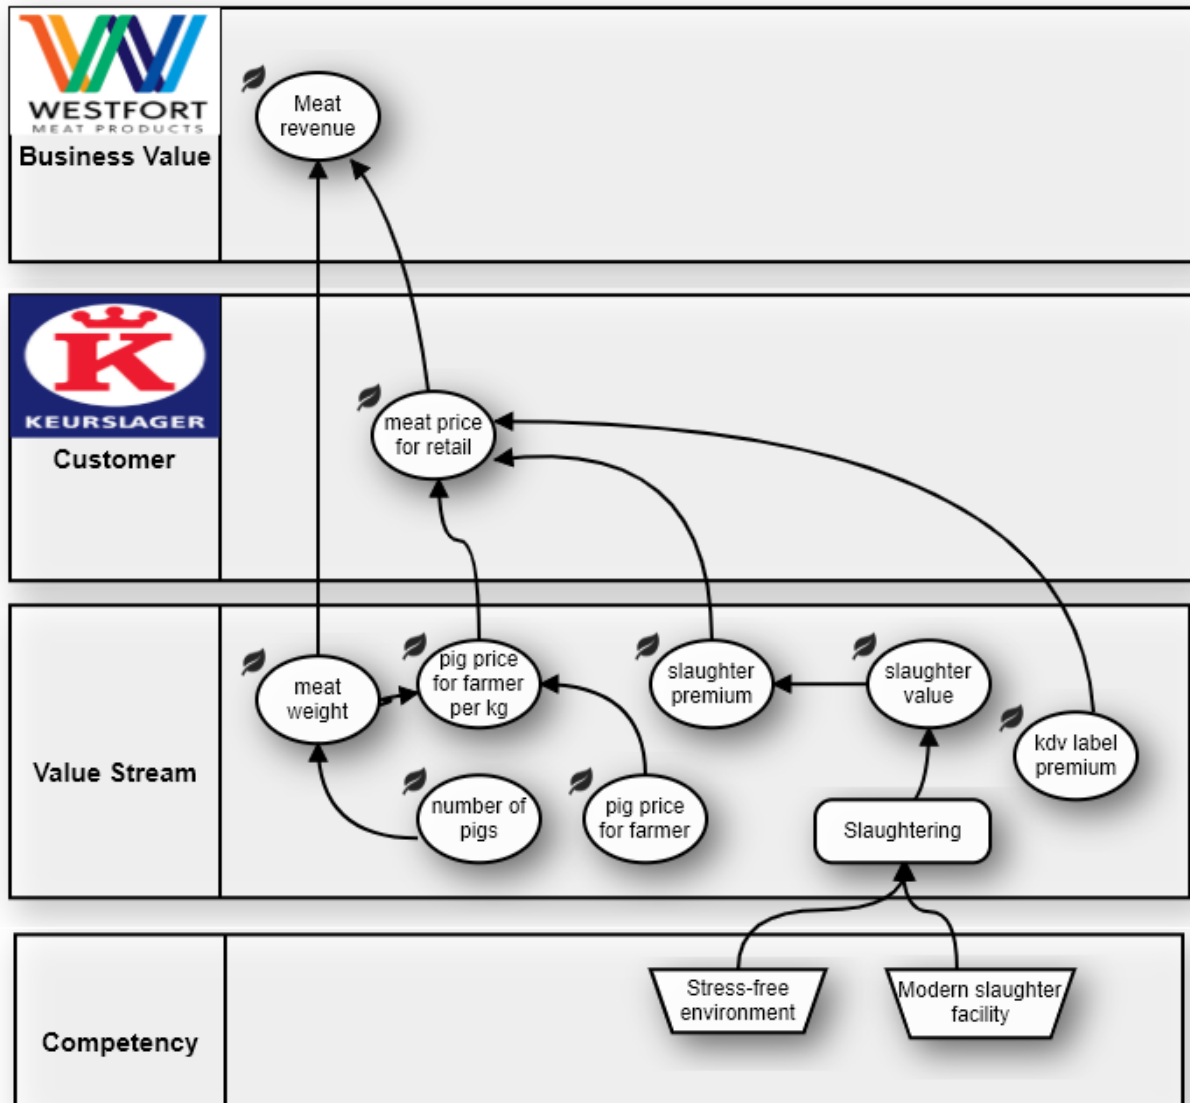 WESTFORT
MEAT PRODUCTS
Business Value
Meat
revenue
K
KEURSLAGER
Customer
meat price
for retail
Value Stream
meat
weight
pig price
for farmer
per kg
slaughter
premium
slaughter
value
kdv label
premium
number of
pigs
pig price
for farmer
Slaughtering
Competency
Stress-free
environment
Modern slaughter
facility